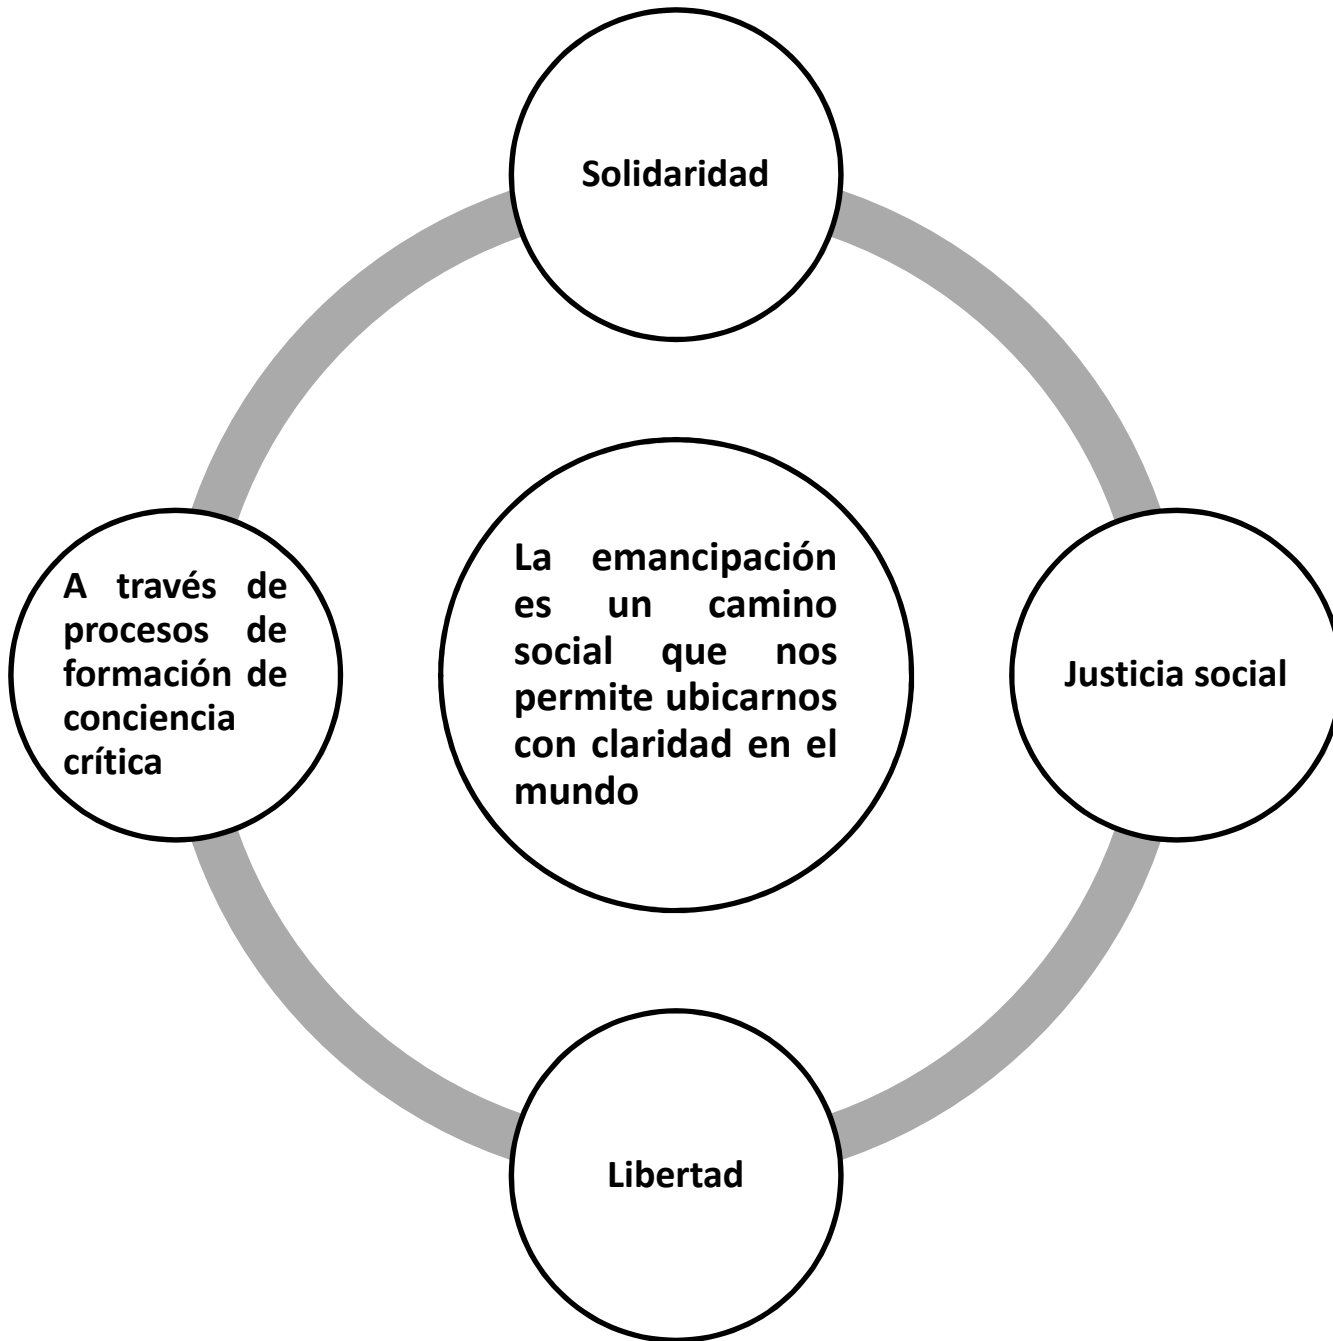 Solidaridad
A través de
procesos de
formación de
conciencia
crítica
La emancipación
es un camino
social que nos
permite ubicarnos
con claridad en el
mundo
Justicia social
Libertad